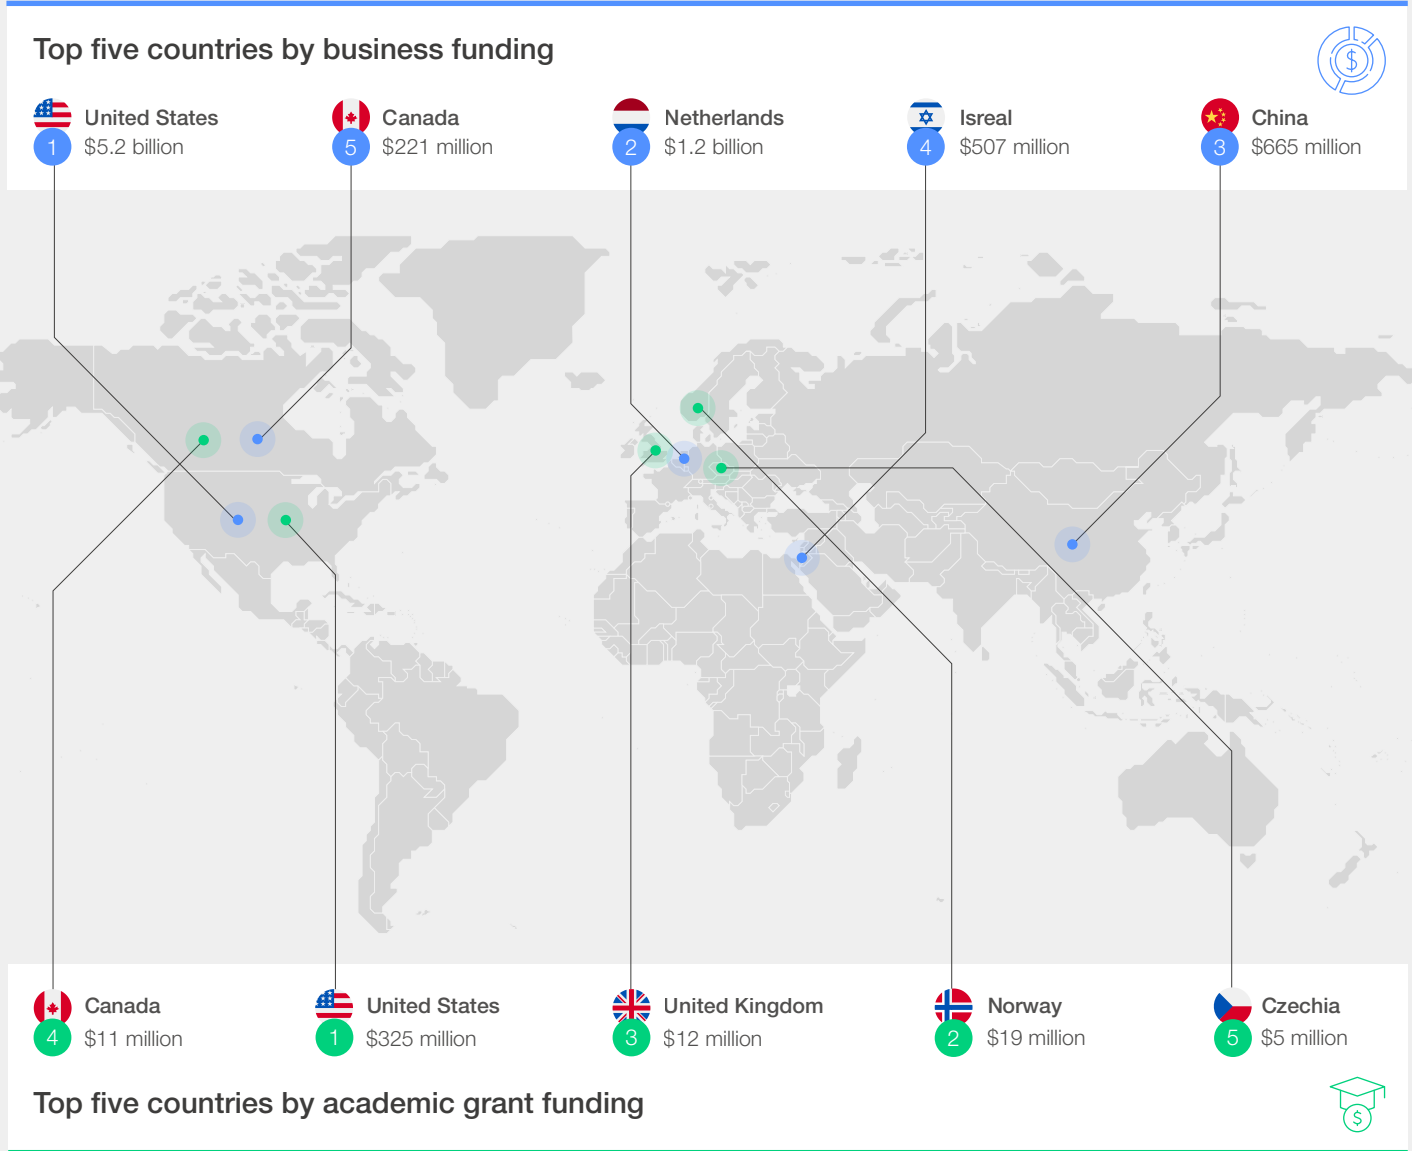 Top five countries by business funding
United States
1
$5.2 billion
Canada
5
$221 million
Netherlands
2
$1.2 billion
Isreal
4
$507 million
China
3
$665 million
$
Canada
4
$11 million
United States
1
$325 million
United Kingdom
3
$12 million
Norway
2
$19 million
Czechia
5
$5 million
Top five countries by academic grant funding
$